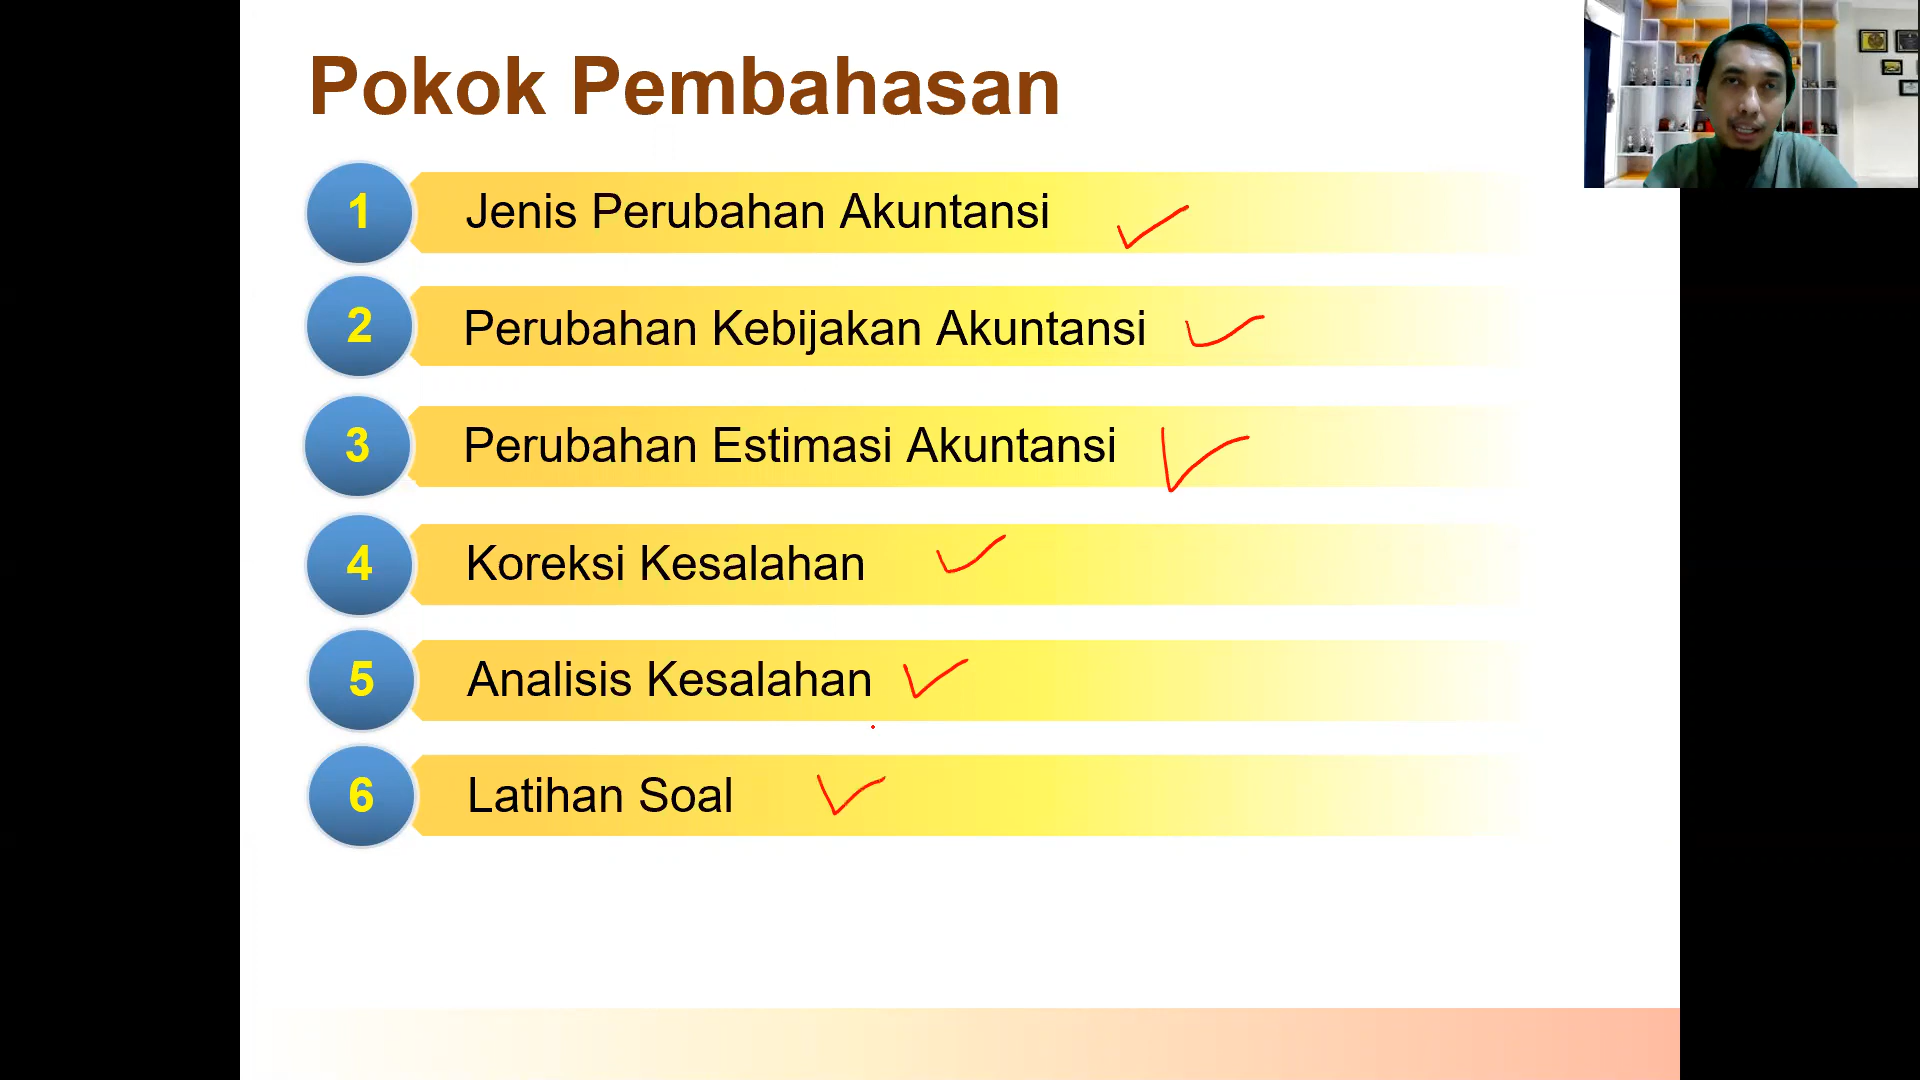 Pokok Pembahasan
1 Jenis Perubahan Akuntansi
2 Perubahan Kebijakan Akuntansi
3 Perubahan Estimasi Akuntansi
4 Koreksi Kesalahan
5 Analisis Kesalahan
6 Latihan Soal